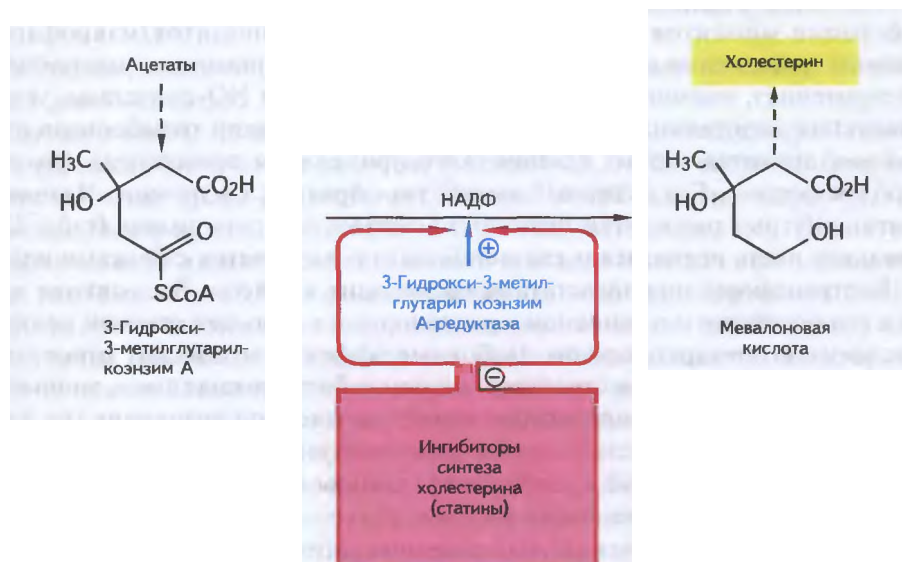 Ацетаты
H₃C
HO
CO₂H
O
SCoA
3-Гидрокси-
3-метилглутарил-
коэнзим А
НАДФ
⊕
3-Гидрокси-3-метил-
глутарил коэнзим
А-редуктаза
⊖
Ингибиторы
синтеза
холестерина
(статины)
Холестерин
H₃C
HO
CO₂H
OH
Мевалоновая
кислота